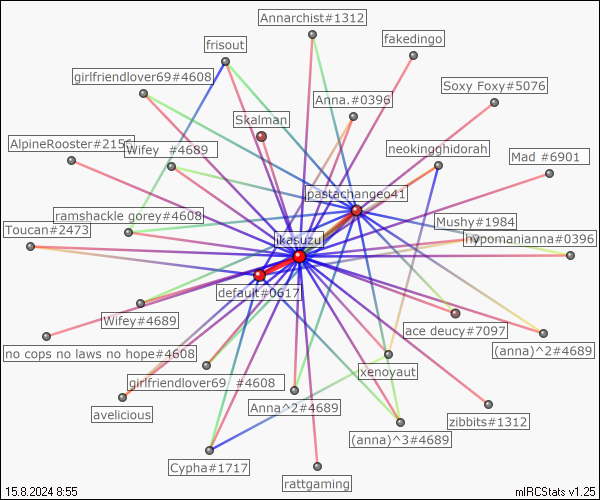 Annarchist#1312
fakedingo
frisout
girlfriendlover69#4608
Soxy Foxy#5076
Anna.#0396
Skalman
AlpineRooster#215
Wifey #4689
neokingghidorah
Mad #6901
pastachangeo41
ramshackle gorey#4608
Mushy#1984
Toucan#2473
ikasuzu
hypomanianna#0396
default#0617
Wifey#4689
ace deucy#7097
no cops no laws no hope#4608
(anna)^2#4689
xenoyaut
girlfriendlover69 #4608
Anna^2#4689
avelicious
zibbits#1312
(anna)^3#4689
Cypha#1717
rattgaming
15.8.2024 8:55
mIRCStats v1.25